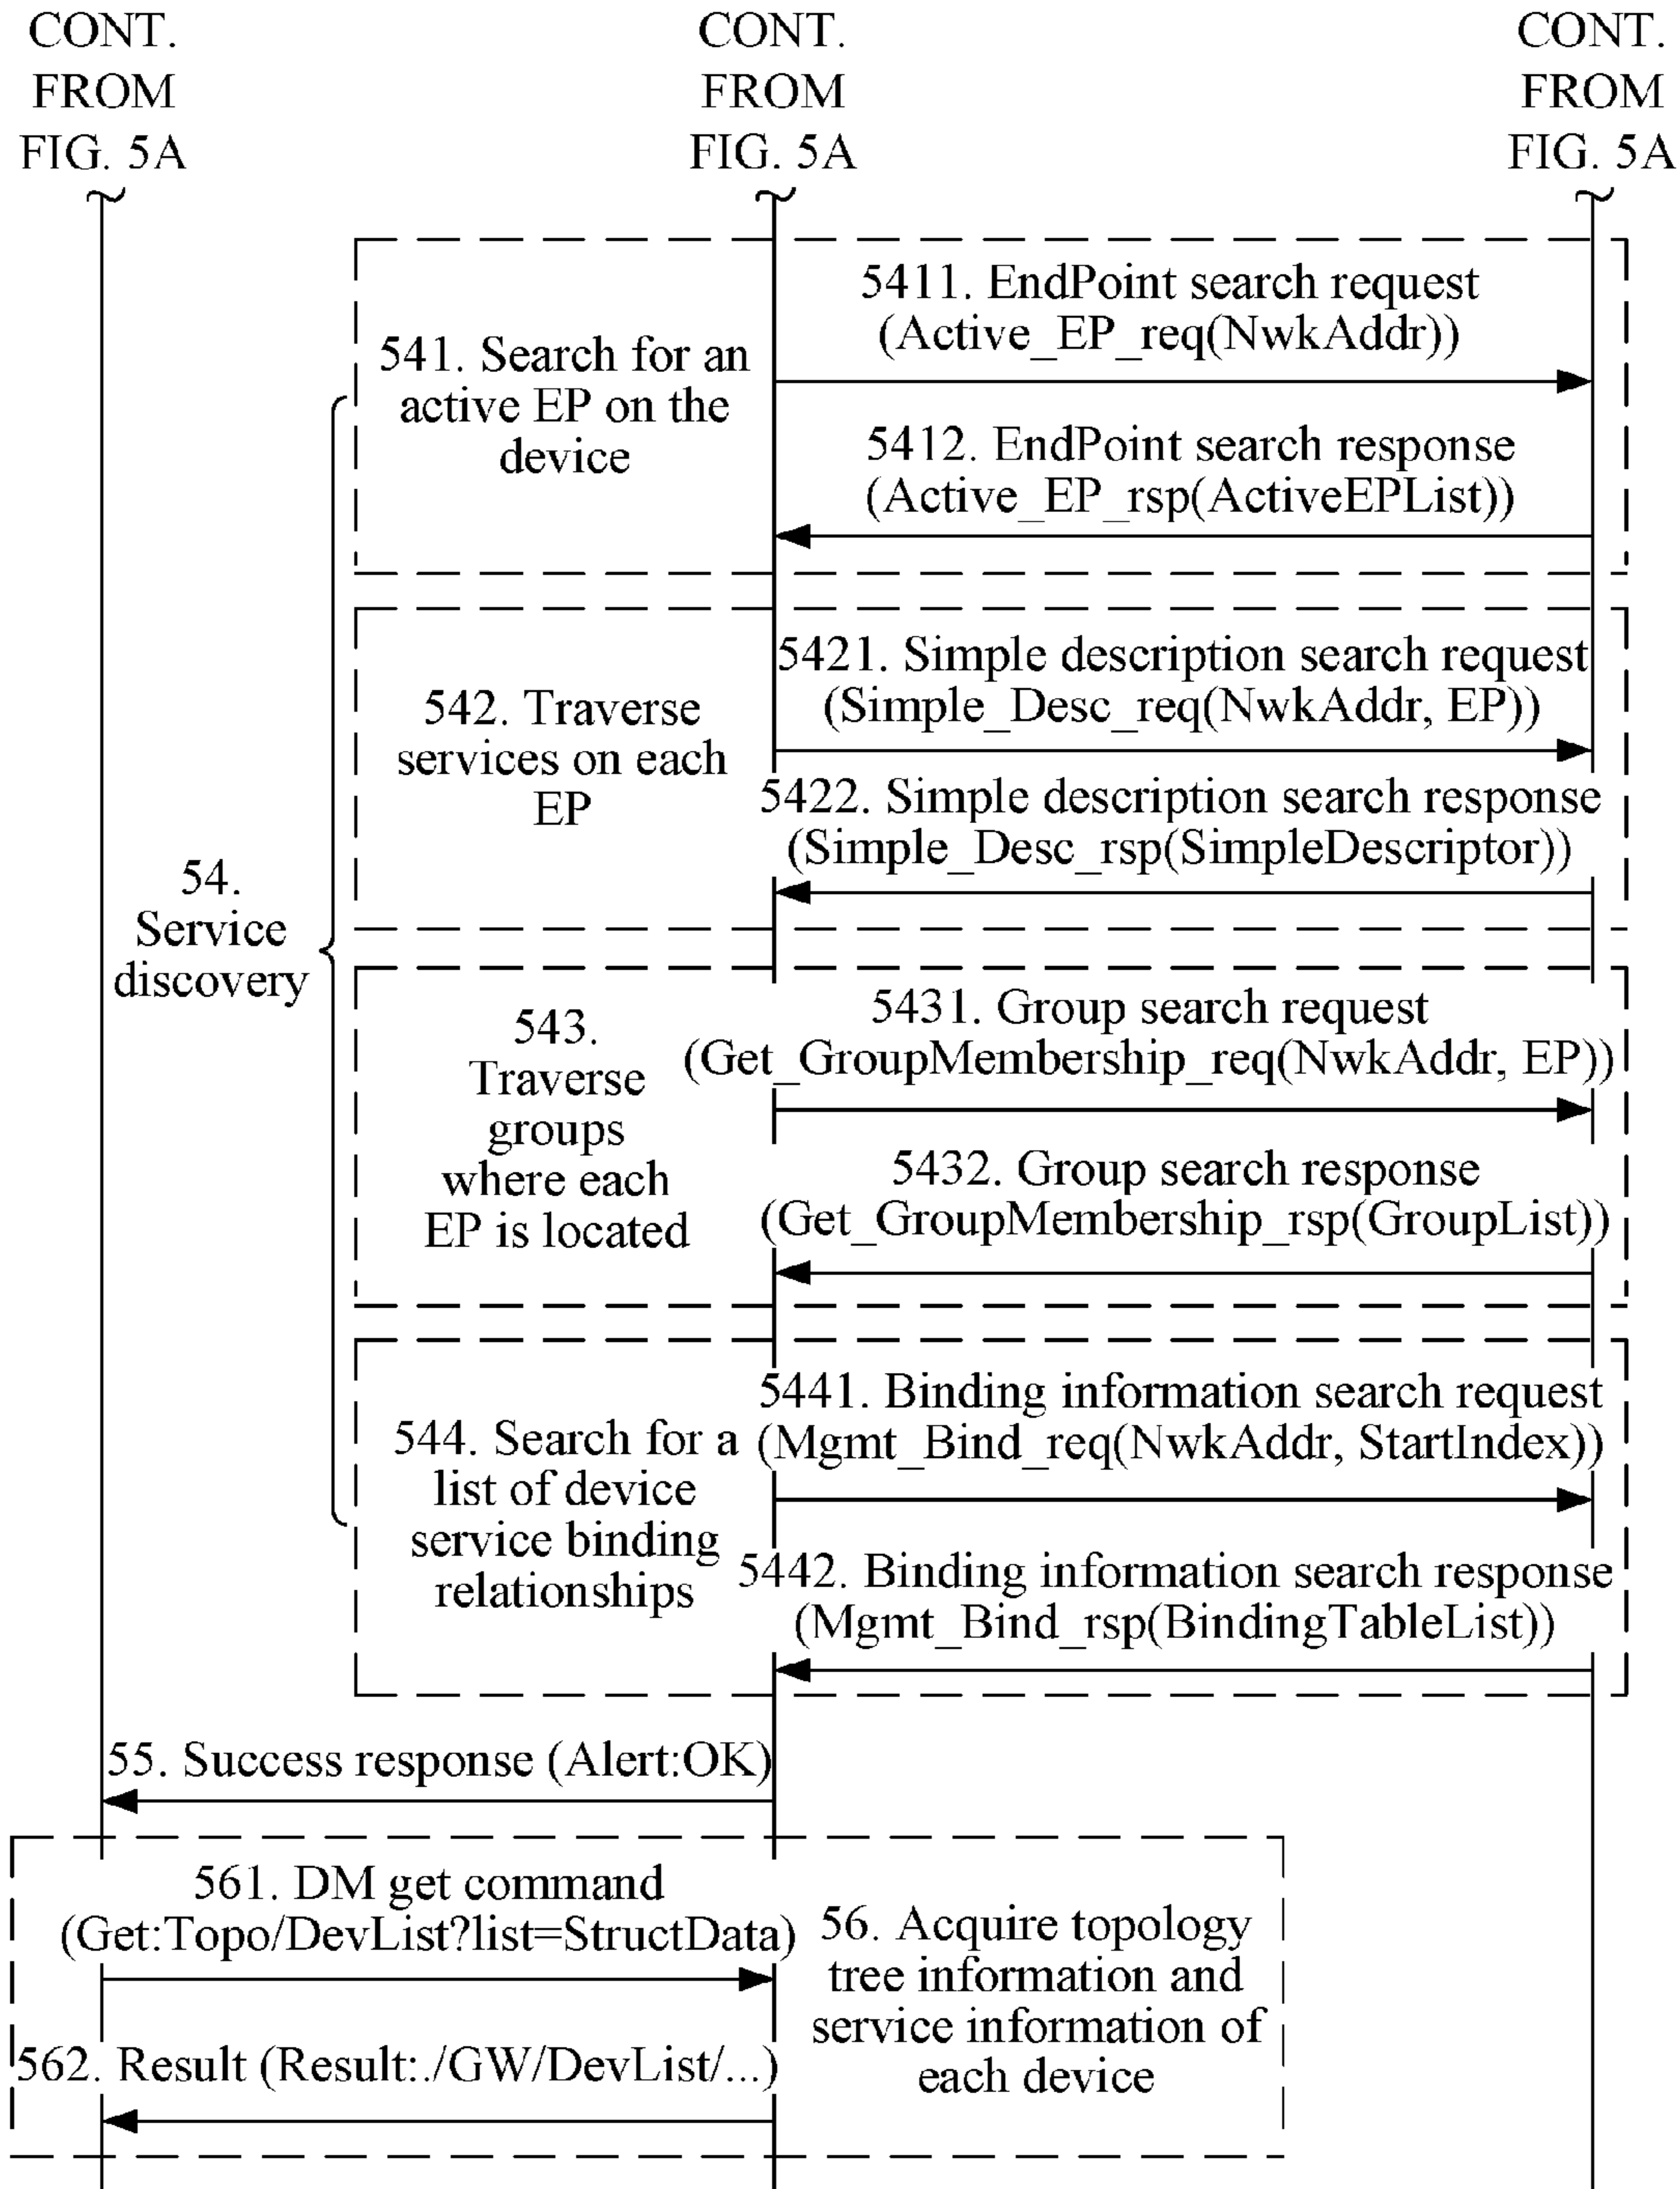 CONT.
FROM
FIG. 5A
CONT.
FROM
FIG. 5A
CONT.
FROM
FIG. 5A
54.
Service
discovery
541. Search for an
active EP on the
device
5411. EndPoint search request
(Active_EP_req(NwkAddr))
5412. EndPoint search response
(Active_EP_rsp(ActiveEPList))
542. Traverse
services on each
EP
5421. Simple description search request
(Simple_Desc_req(NwkAddr, EP))
5422. Simple description search response
(Simple_Desc_rsp(SimpleDescriptor))
543.
Traverse
groups
where each
EP is located
5431. Group search request
(Get_GroupMembership_req(NwkAddr, EP))
5432. Group search response
(Get_GroupMembership_rsp(GroupList))
544. Search for a
list of device
service binding
relationships
5441. Binding information search request
(Mgmt_Bind_req(NwkAddr, StartIndex))
5442. Binding information search response
(Mgmt_Bind_rsp(BindingTableList))
55. Success response (Alert:OK)
561. DM get command
(Get:Topo/DevList?list=StructData)
562. Result (Result:./GW/DevList/...)
56. Acquire topology
tree information and
service information of
each device